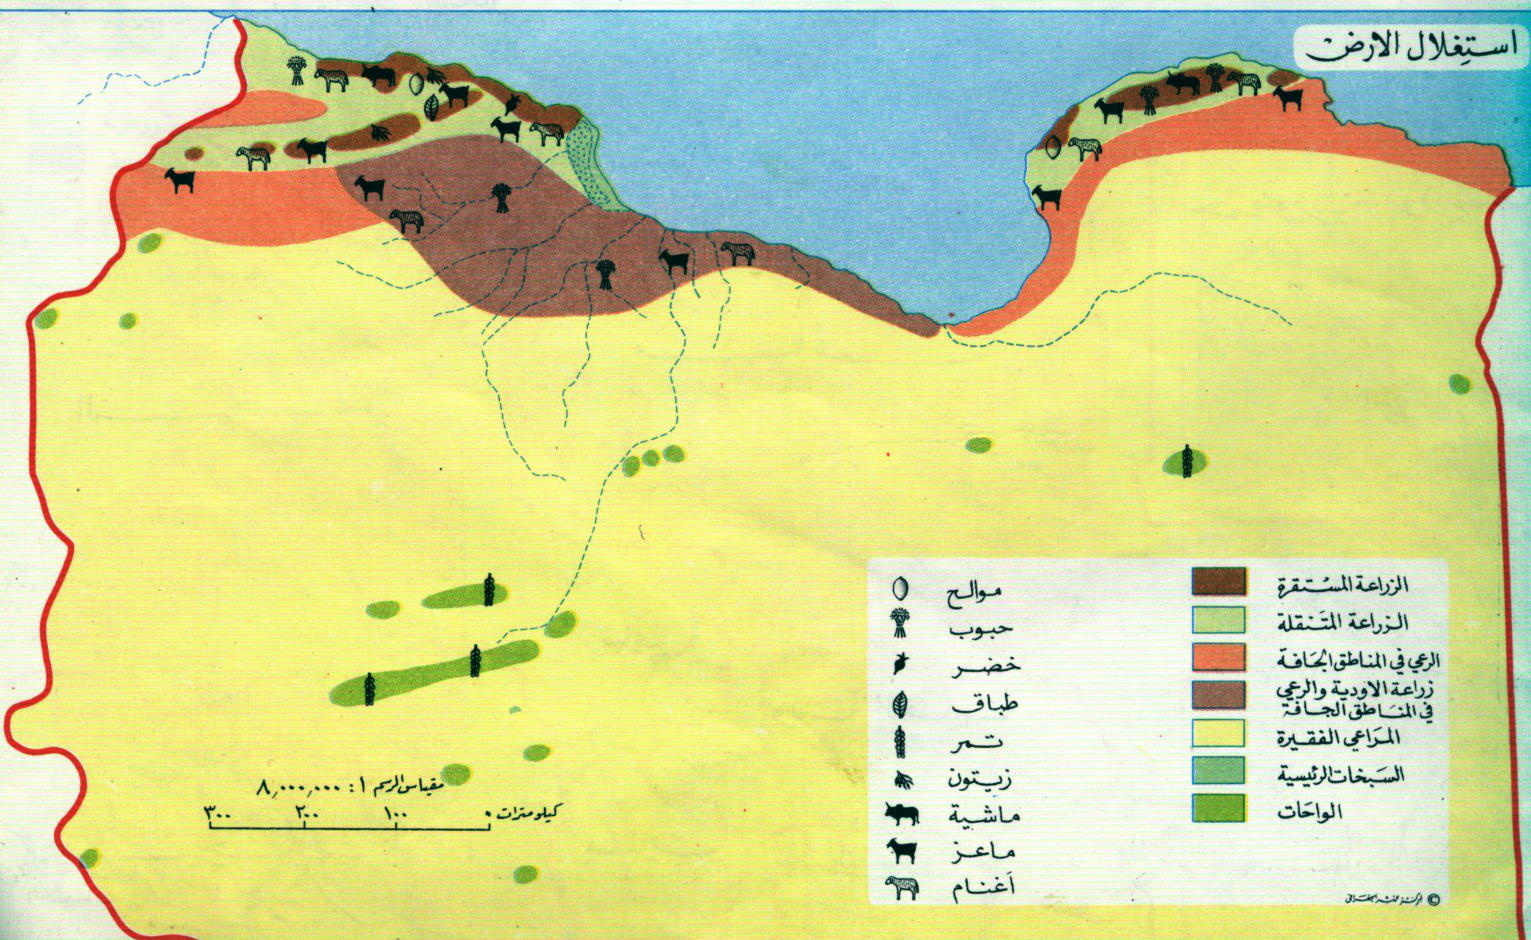 استغلال الارض
الزراعة المستقرة
الزراعة المتنقلة
الرعي في المناطق الجافة
زراعة الاودية والرعي
في المناطق الجافة
المراعي الفقيرة
السبخات الرئيسية
الواحات
موالح
حبوب
خضر
طباق
تمر
زيتون
ماشية
ماعز
أغنام
مقياس الرسم ١ : ٨,٠٠٠,٠٠٠
٣٠٠ ٢٠٠ ١٠٠ ٠ كيلومترات
©